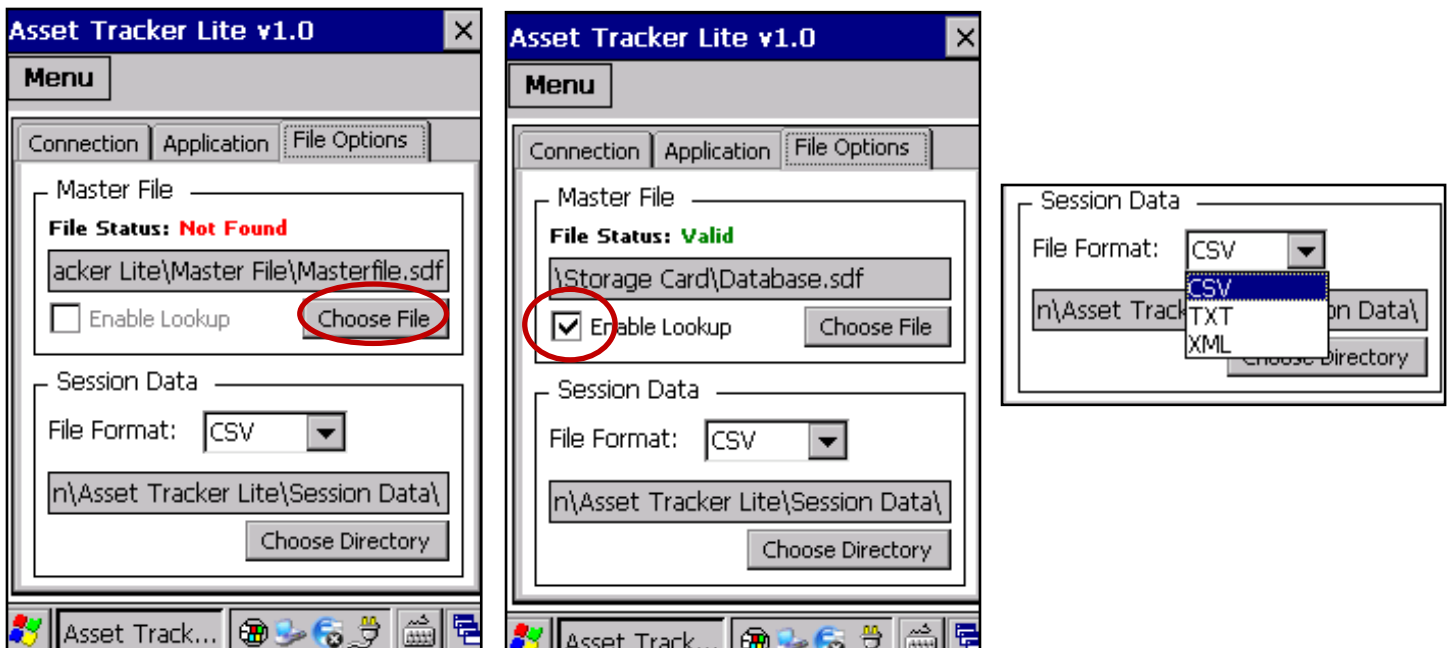 Asset Tracker Lite v1.0
Menu
Connection Application File Options
Master File
File Status: Not Found
acker Lite\Master File\Masterfile.sdf
Enable Lookup Choose File
Session Data
File Format: CSV
n\Asset Tracker Lite\Session Data\
Choose Directory
Asset Track...
Asset Tracker Lite v1.0
Menu
Connection Application File Options
Master File
File Status: Valid
\Storage Card\Database.sdf
Enable Lookup Choose File
Session Data
File Format: CSV
n\Asset Tracker Lite\Session Data\
Choose Directory
Asset Track...
Session Data
File Format: CSV
CSV
n\Asset Track on Data\
TXT
XML
Choose Directory